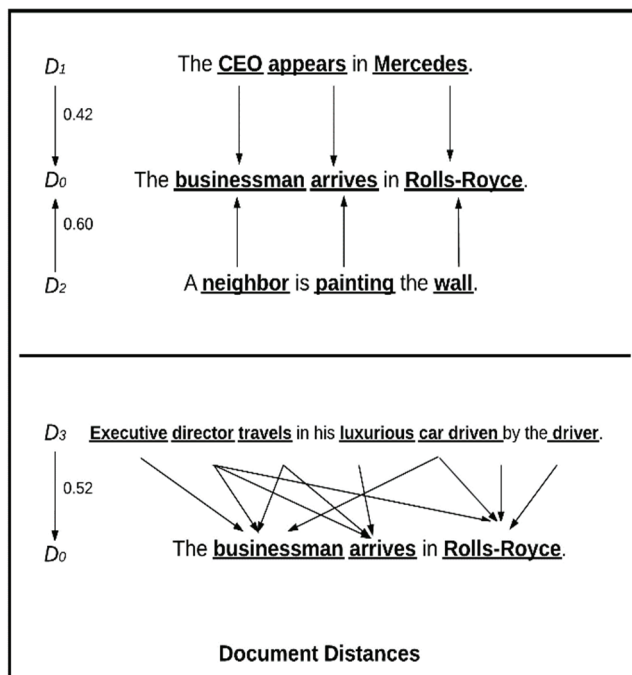 D1 The CEO appears in Mercedes.
0.42
D0 The businessman arrives in Rolls-Royce.
0.60
D2 A neighbor is painting the wall.
D3 Executive director travels in his luxurious car driven by the driver.
0.52
D0 The businessman arrives in Rolls-Royce.
Document Distances